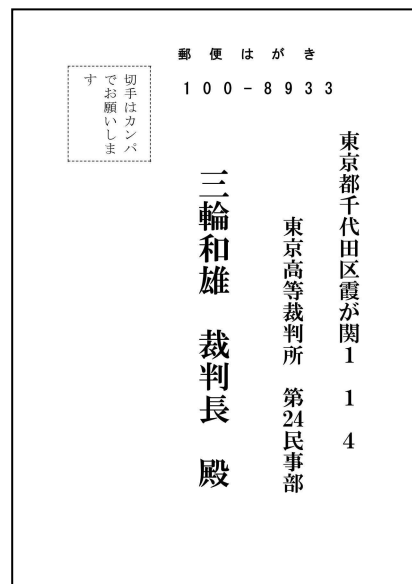 郵便はがき
100-8933
切手はカンパ
でお願いしま
す
東京都千代田区霞が関1 1 4
東京高等裁判所 第24民事部
三輪和雄 裁判長 殿